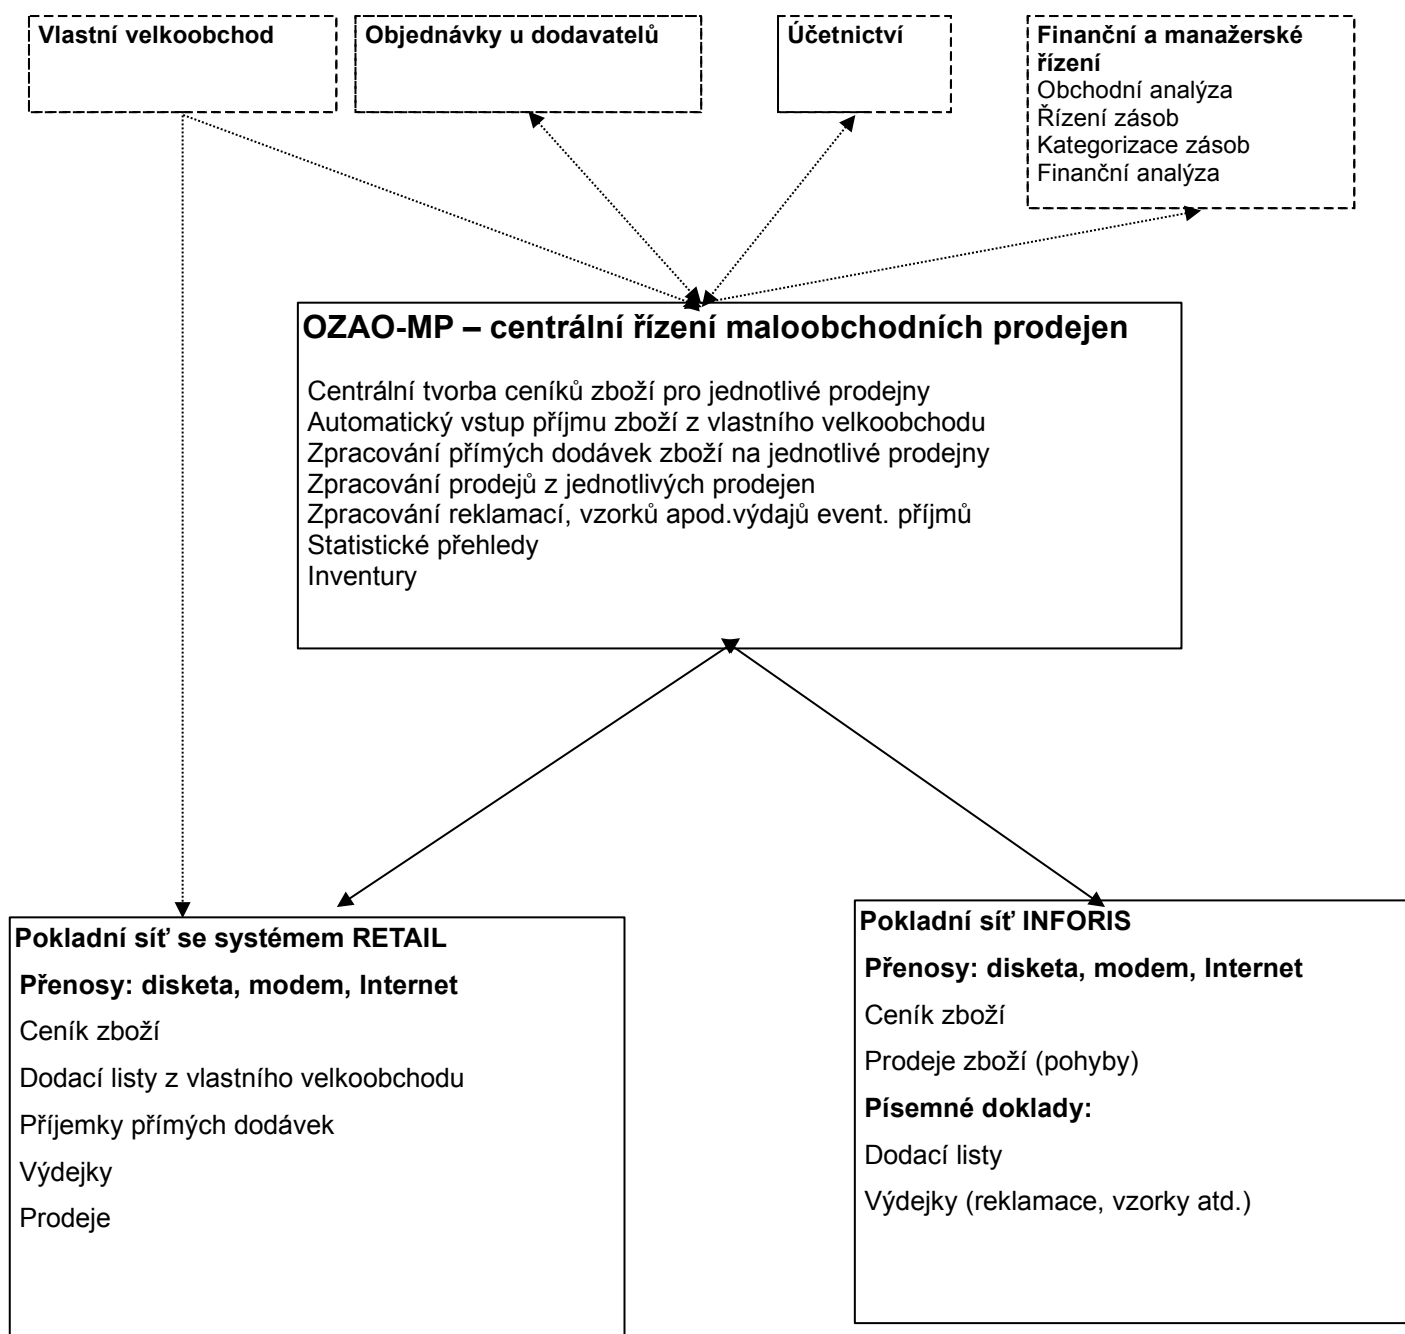 Vlastní velkoobchod
Objednávky u dodavatelů
Účetnictví
Finanční a manažerské
řízení
Obchodní analýza
Řízení zásob
Kategorizace zásob
Finanční analýza
OZAO-MP – centrální řízení maloobchodních prodejen
Centrální tvorba ceníků zboží pro jednotlivé prodejny
Automatický vstup příjmu zboží z vlastního velkoobchodu
Zpracování přímých dodávek zboží na jednotlivé prodejny
Zpracování prodejů z jednotlivých prodejen
Zpracování reklamací, vzorků apod.výdajů event. příjmů
Statistické přehledy
Inventury
Pokladní síť se systémem RETAIL
Přenosy: disketa, modem, Internet
Ceník zboží
Dodací listy z vlastního velkoobchodu
Příjemky přímých dodávek
Výdejky
Prodeje
Pokladní síť INFORIS
Přenosy: disketa, modem, Internet
Ceník zboží
Prodeje zboží (pohyby)
Písemné doklady:
Dodací listy
Výdejky (reklamace, vzorky atd.)